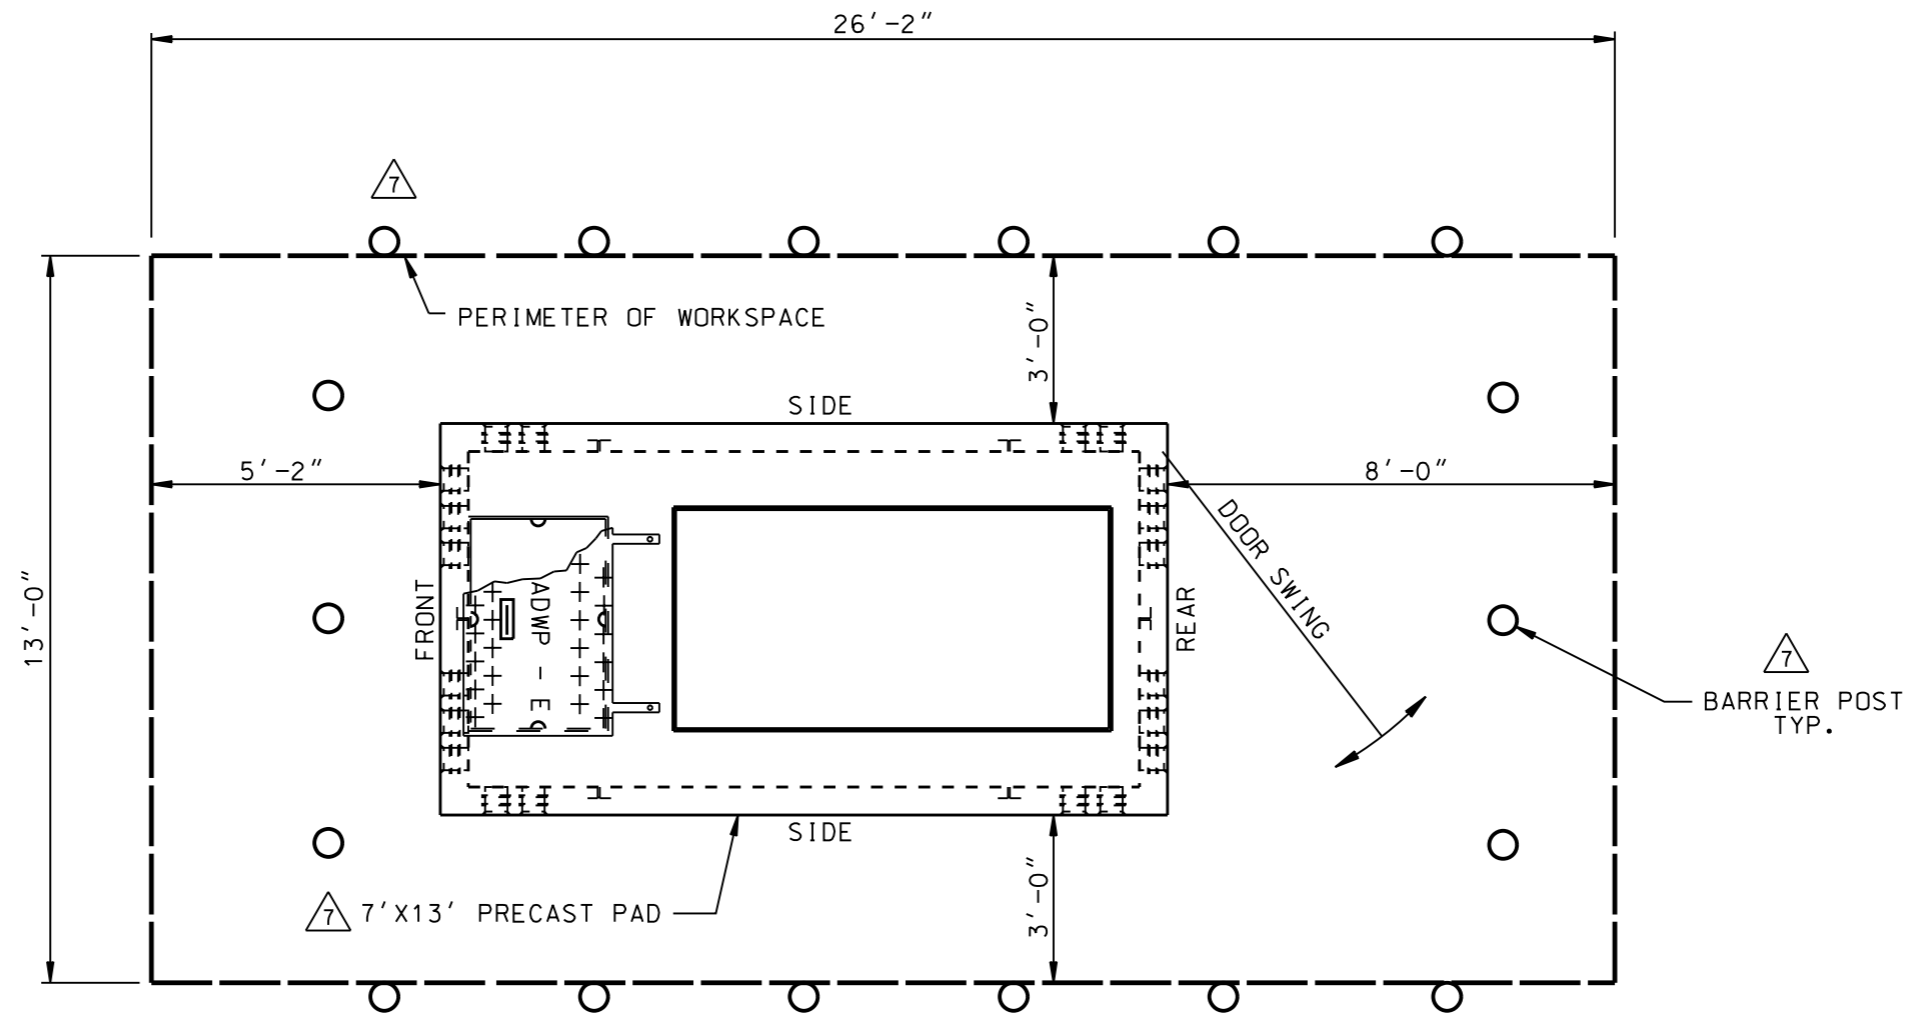 26'-2"
7
PERIMETER OF WORKSPACE
3'-0"
SIDE
5'-2"
8'-0"
DOOR SWING
13'-0"
FRONT
ADWP - E
REAR
7
BARRIER POST
TYP.
SIDE
7 7'X13' PRECAST PAD
3'-0"